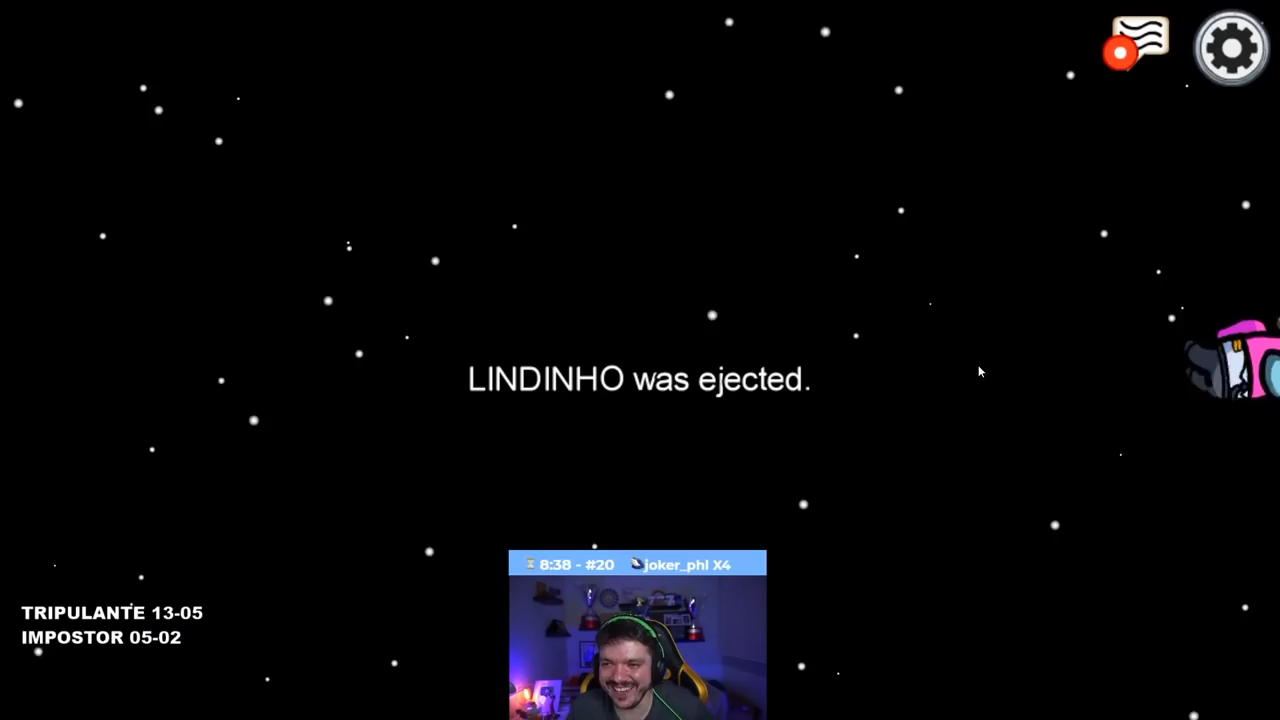 LINDINHO was ejected.
8:38 - #20 joker_phl X4
TRIPULANTE 13-05
IMPOSTOR 05-02